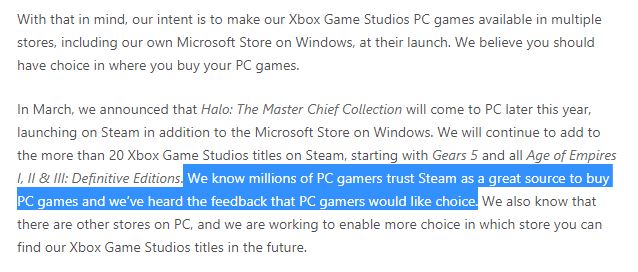 With that in mind, our intent is to make our Xbox Game Studios PC games available in multiple
stores, including our own Microsoft Store on Windows, at their launch. We believe you should
have choice in where you buy your PC games.
In March, we announced that Halo: The Master Chief Collection will come to PC later this year,
launching on Steam in addition to the Microsoft Store on Windows. We will continue to add to
the more than 20 Xbox Game Studios titles on Steam, starting with Gears 5 and all Age of Empires
I, II & III: Definitive Editions. We know millions of PC gamers trust Steam as a great source to buy
PC games and we've heard the feedback that PC gamers would like choice. We also know that
there are other stores on PC, and we are working to enable more choice in which store you can
find our Xbox Game Studios titles in the future.